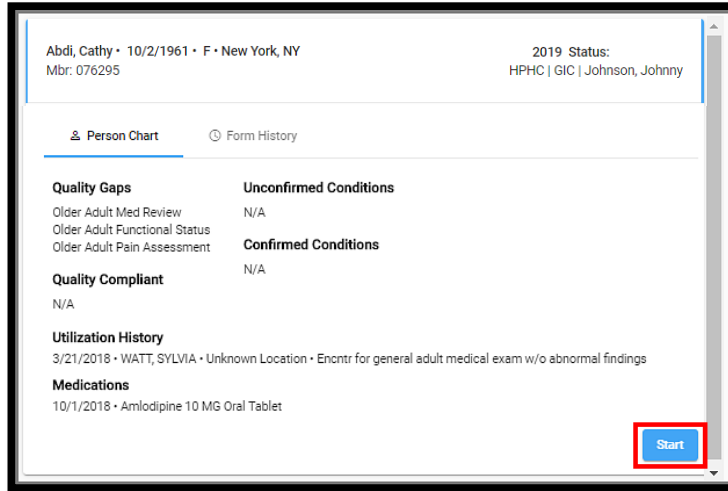 Abdi, Cathy • 10/2/1961 • F • New York, NY
Mbr: 076295
2019 Status:
HPHC | GIC | Johnson, Johnny
Person Chart
Form History
Quality Gaps
Older Adult Med Review
Older Adult Functional Status
Older Adult Pain Assessment
Quality Compliant
N/A
Unconfirmed Conditions
N/A
Confirmed Conditions
N/A
Utilization History
3/21/2018 • WATT, SYLVIA • Unknown Location • Encntr for general adult medical exam w/o abnormal findings
Medications
10/1/2018 • Amlodipine 10 MG Oral Tablet
Start